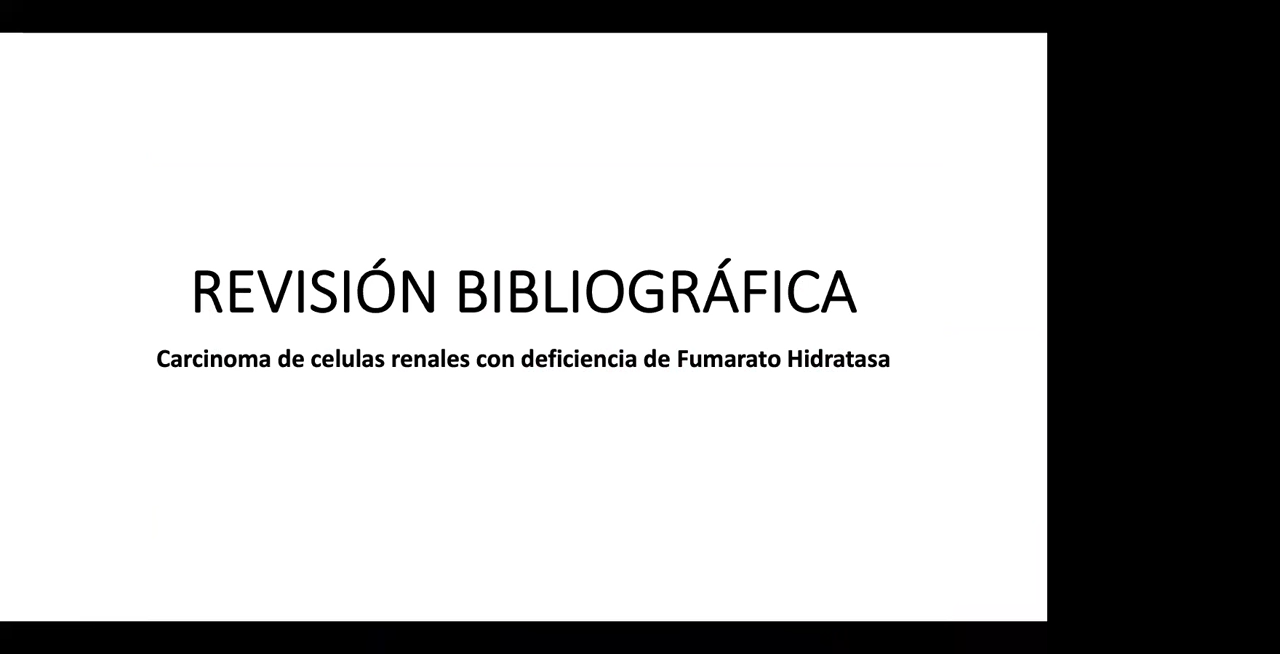 REVISIÓN BIBLIOGRÁFICA
Carcinoma de celulas renales con deficiencia de Fumarato Hidratasa